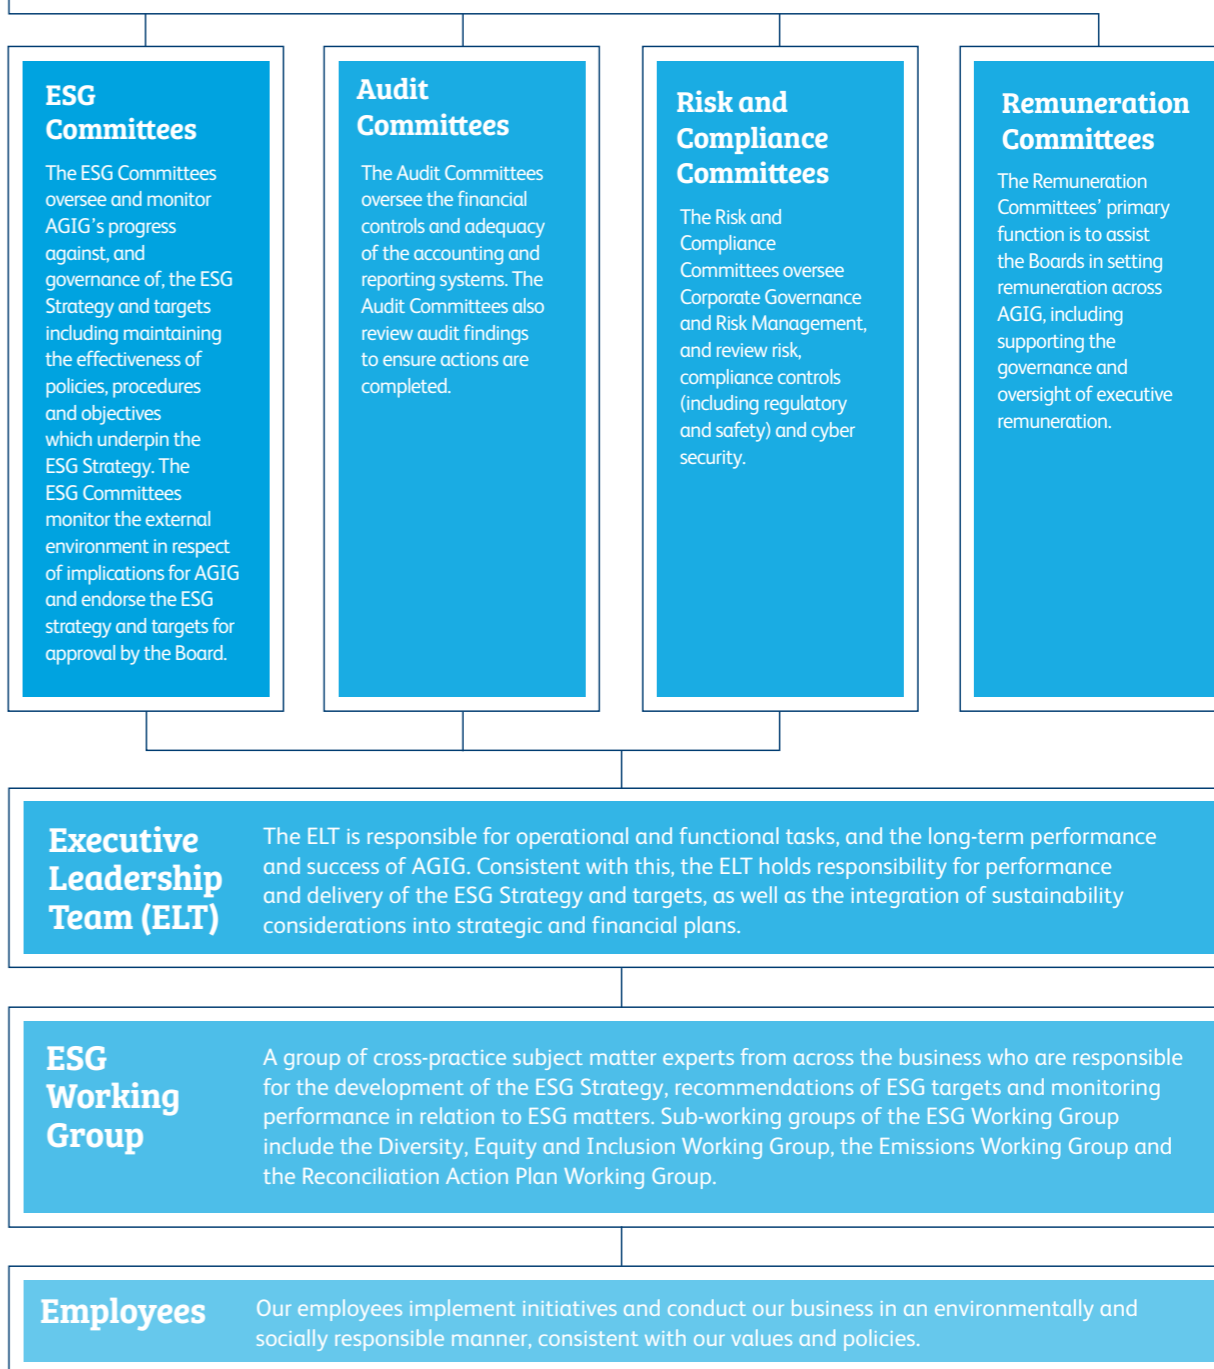 ESG
Committees
The ESG Committees
oversee and monitor
AGIG's progress
against, and
governance of, the ESG
Strategy and targets
including maintaining
the effectiveness of
policies, procedures
and objectives
which underpin the
ESG Strategy. The
ESG Committees
monitor the external
environment in respect
of implications for AGIG
and endorse the ESG
strategy and targets for
approval by the Board.
Audit
Committees
The Audit Committees
oversee the financial
controls and adequacy
of the accounting and
reporting systems. The
Audit Committees also
review audit findings
to ensure actions are
completed.
Risk and
Compliance
Committees
The Risk and
Compliance
Committees oversee
Corporate Governance
and Risk Management,
and review risk,
compliance controls
(including regulatory
and safety) and cyber
security.
Remuneration
Committees
The Remuneration
Committees' primary
function is to assist
the Boards in setting
remuneration across
AGIG, including
supporting the
governance and
oversight of executive
remuneration.
Executive
Leadership
Team (ELT)
The ELT is responsible for operational and functional tasks, and the long-term performance
and success of AGIG. Consistent with this, the ELT holds responsibility for performance
and delivery of the ESG Strategy and targets, as well as the integration of sustainability
considerations into strategic and financial plans.
ESG
Working
Group
A group of cross-practice subject matter experts from across the business who are responsible
for the development of the ESG Strategy, recommendations of ESG targets and monitoring
performance in relation to ESG matters. Sub-working groups of the ESG Working Group
include the Diversity, Equity and Inclusion Working Group, the Emissions Working Group and
the Reconciliation Action Plan Working Group.
Employees
Our employees implement initiatives and conduct our business in an environmentally and
socially responsible manner, consistent with our values and policies.